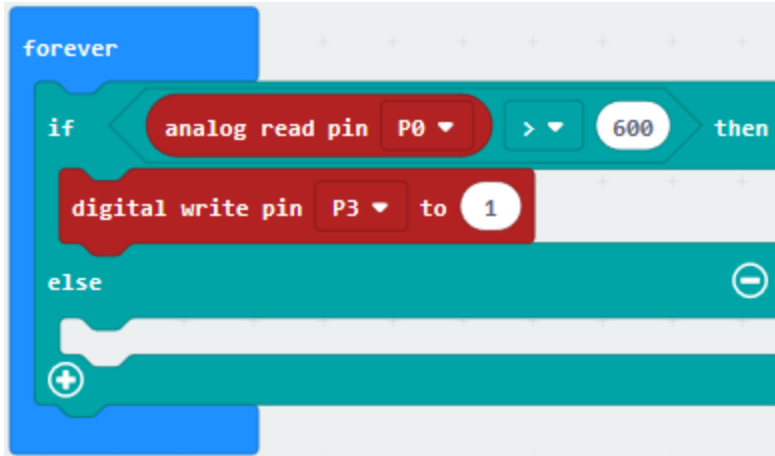 forever
if analog read pin P0 > 600 then
digital write pin P3 to 1
else